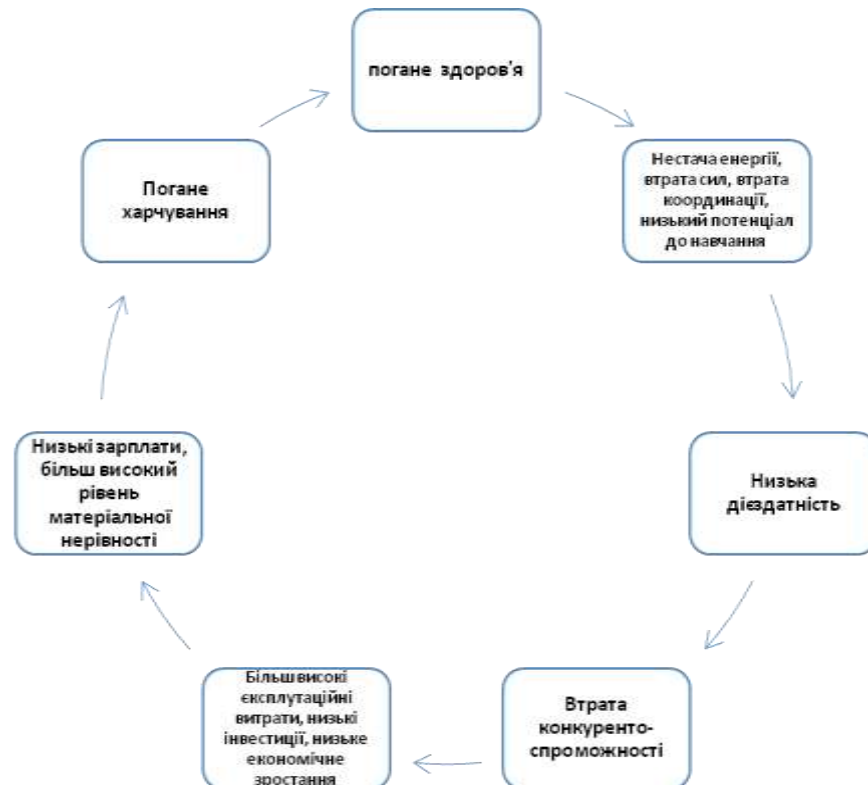 погане здоров'я
Нестача енергії,
втрата сил, втрата
координації,
низький потенціал
до навчання
Низька
дієздатність
Втрата
конкуренто-
спроможності
Більш високі
єксплутаційні
витрати, низькі
інвестиції, низьке
економічне
зростання
Низькі зарплати,
більш високий
рівень
матеріальної
нерівності
Погане
харчування